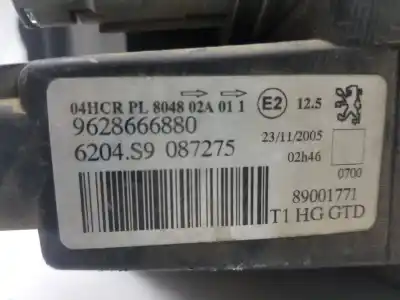 04HCR PL 8048 02A 01 1 E2 12.5
9628666880
6204.S9 087275
23/11/2005
02h46
0700
89001771
T1 HG GTD